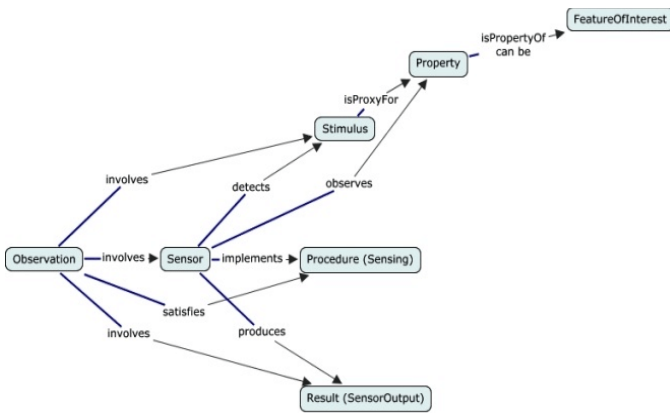 FeatureOfInterest
isPropertyOf
can be
Property
isProxyFor
Stimulus
involves
detects
observes
Observation
involves
Sensor
implements
Procedure (Sensing)
satisfies
involves
produces
Result (SensorOutput)